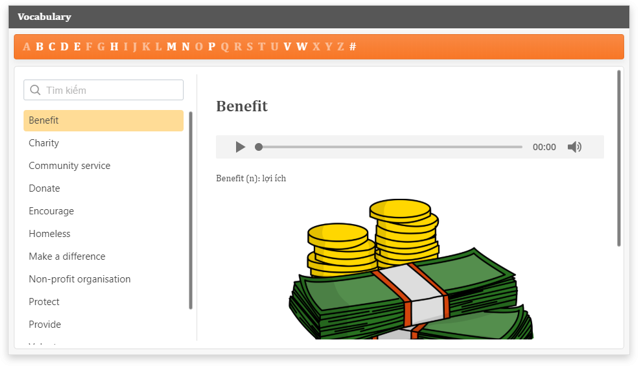 Vocabulary
A B C D E F G H I J K L M N O P Q R S T U V W X Y Z #
Tìm kiếm
Benefit
Charity
Community service
Donate
Encourage
Homeless
Make a difference
Non-profit organisation
Protect
Provide
Benefit
00:00
Benefit (n): lợi ích